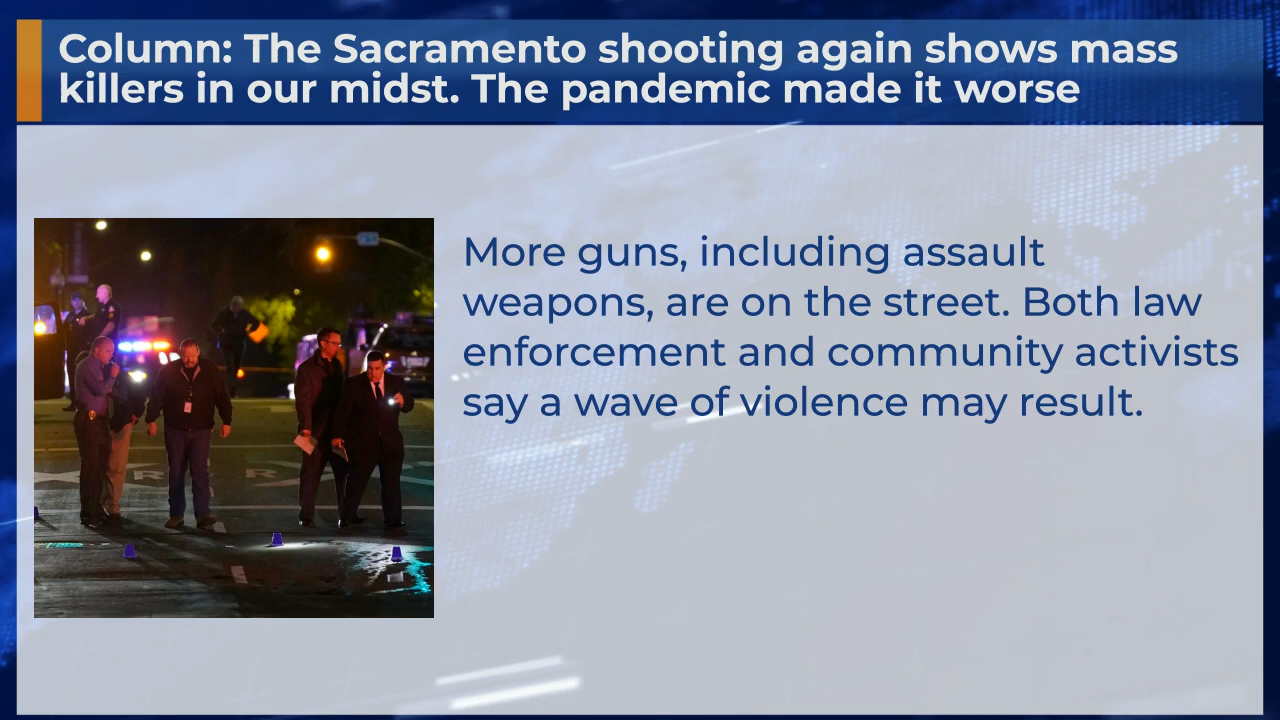 Column: The Sacramento shooting again shows mass
killers in our midst. The pandemic made it worse
More guns, including assault
weapons, are on the street. Both law
enforcement and community activists
say a wave of violence may result.